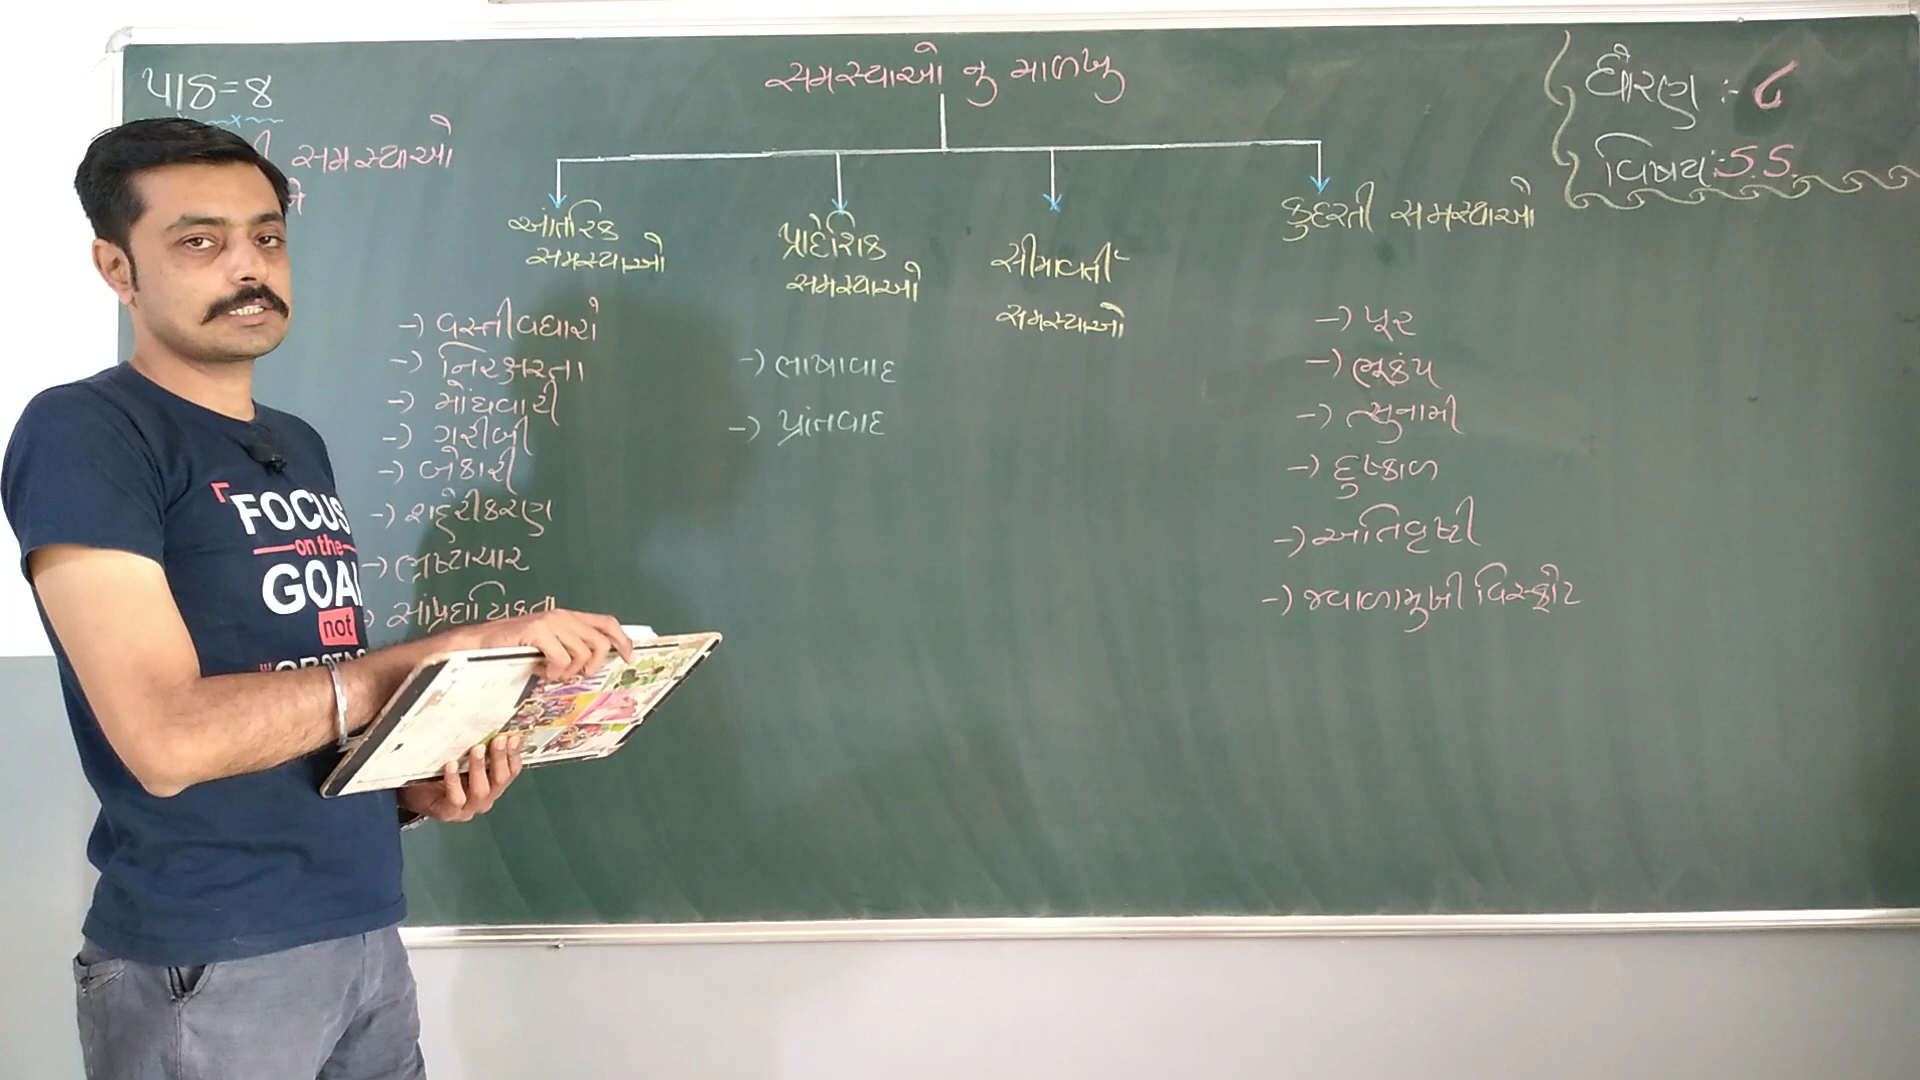 પાઠ=૪
સમસ્યાઓ
સમસ્યાઓ નુ માળખુ
ધોરણ :- ૮
વિષય:- S.S.
આંતરિક
સમસ્યાઓ
-) વસ્તીવધારો
-) નિરક્ષરતા
-) મોંઘવારી
-) ગરીબી
-) બેકારી
-) શહેરીકરણ
-) ભ્રષ્ટાચાર
-) સાંપ્રદાયિકતા
પ્રાદેશિક
સમસ્યાઓ
-) ભાષાવાદ
-) પ્રાંતવાદ
સીમાવર્તી
સમસ્યાઓ
કુદરતી સમસ્યાઓ
-) પૂર
-) ભૂકંપ
-) ત્સુનામી
-) દુષ્કાળ
-) અતિવૃષ્ટી
-) જવાળામુખી વિસ્ફોટ
FOCUS
on the
GOAL
not